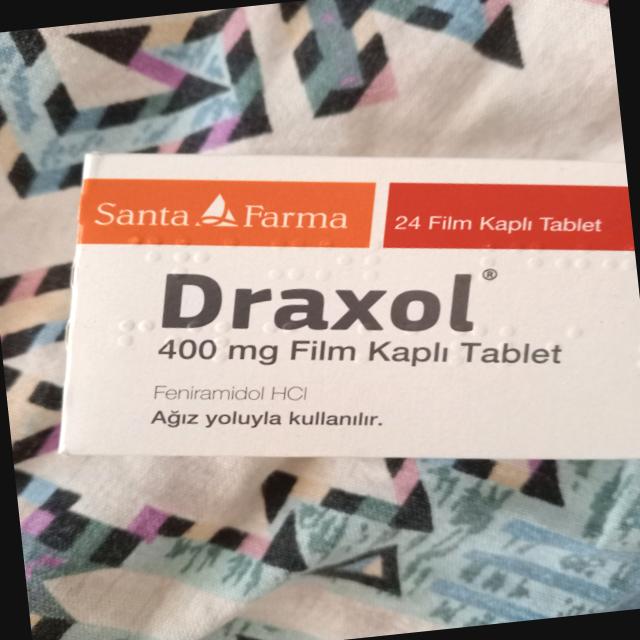 Santa Farma
24 Film Kaplı Tablet
Draxol®
400 mg Film Kaplı Tablet
Feniramidol HCl
Ağız yoluyla kullanılır.